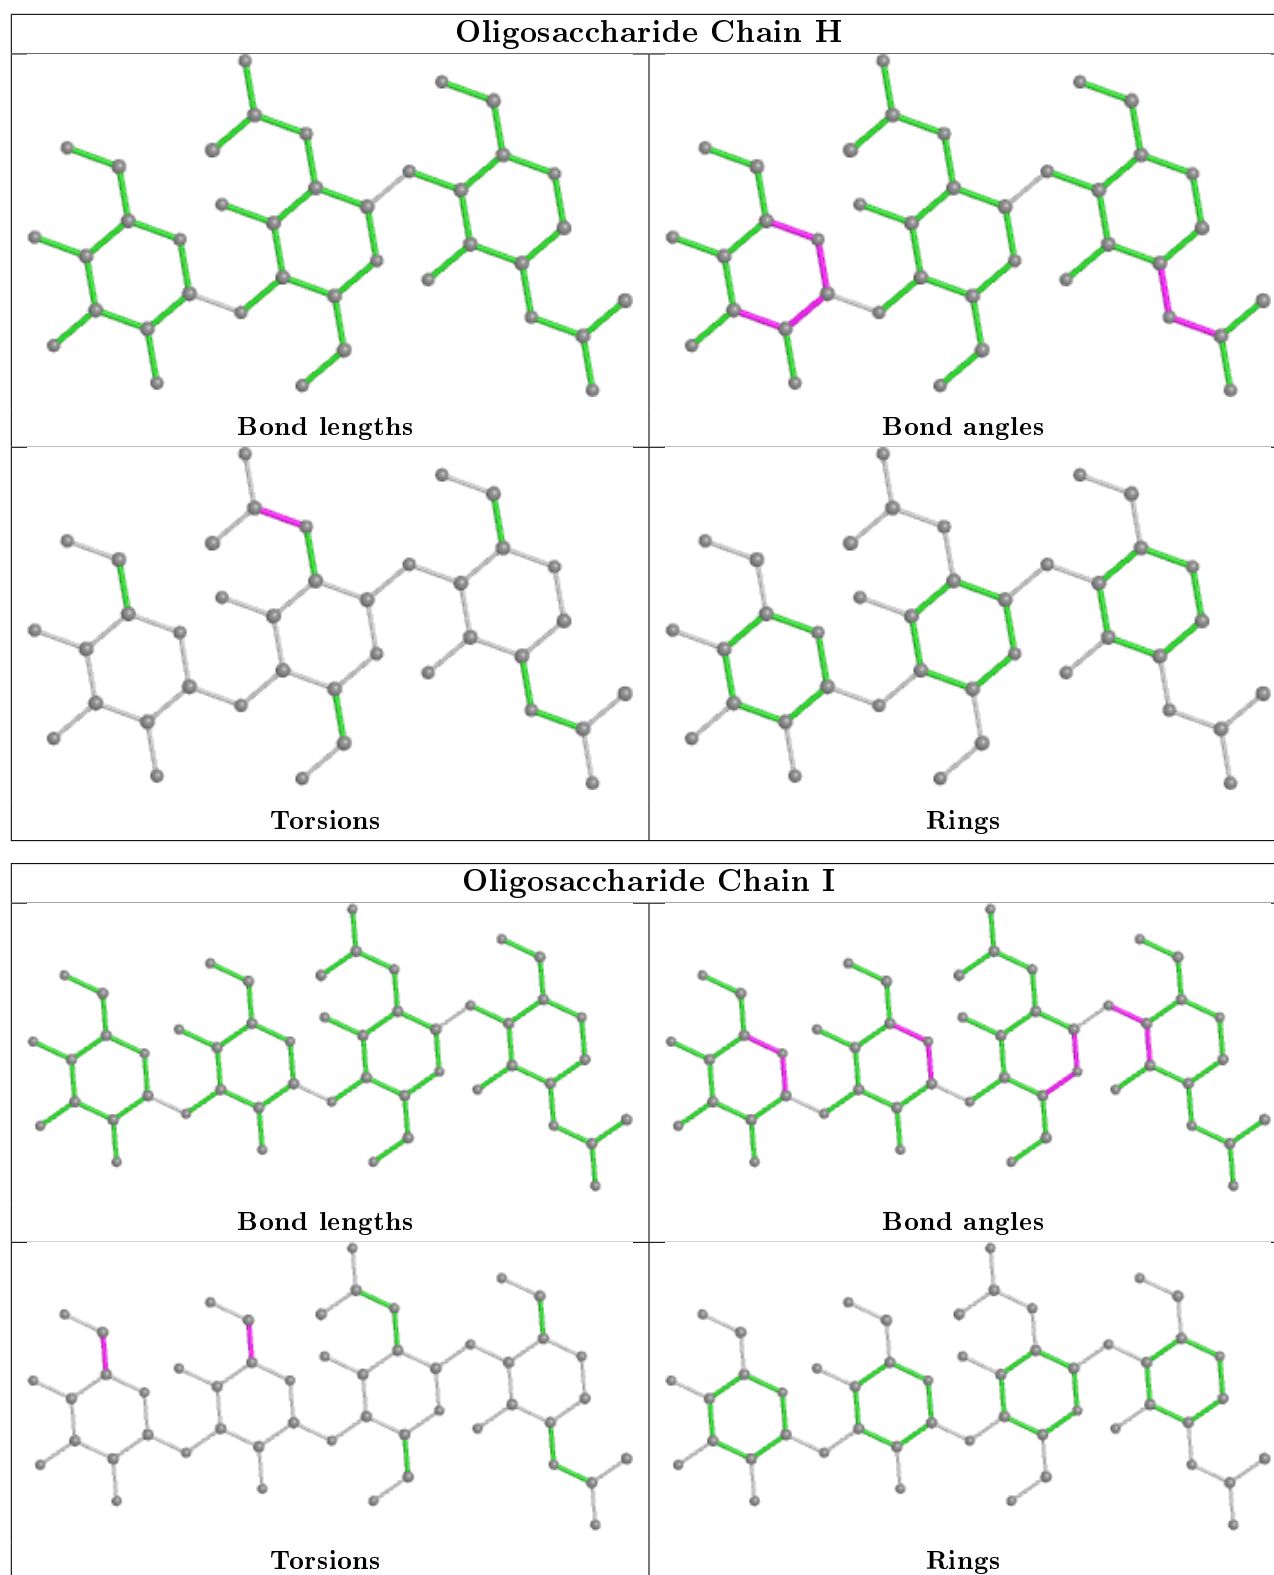 Oligosaccharide Chain H
Bond lengths
Bond angles
Torsions
Rings
Oligosaccharide Chain I
Bond lengths
Bond angles
Torsions
Rings